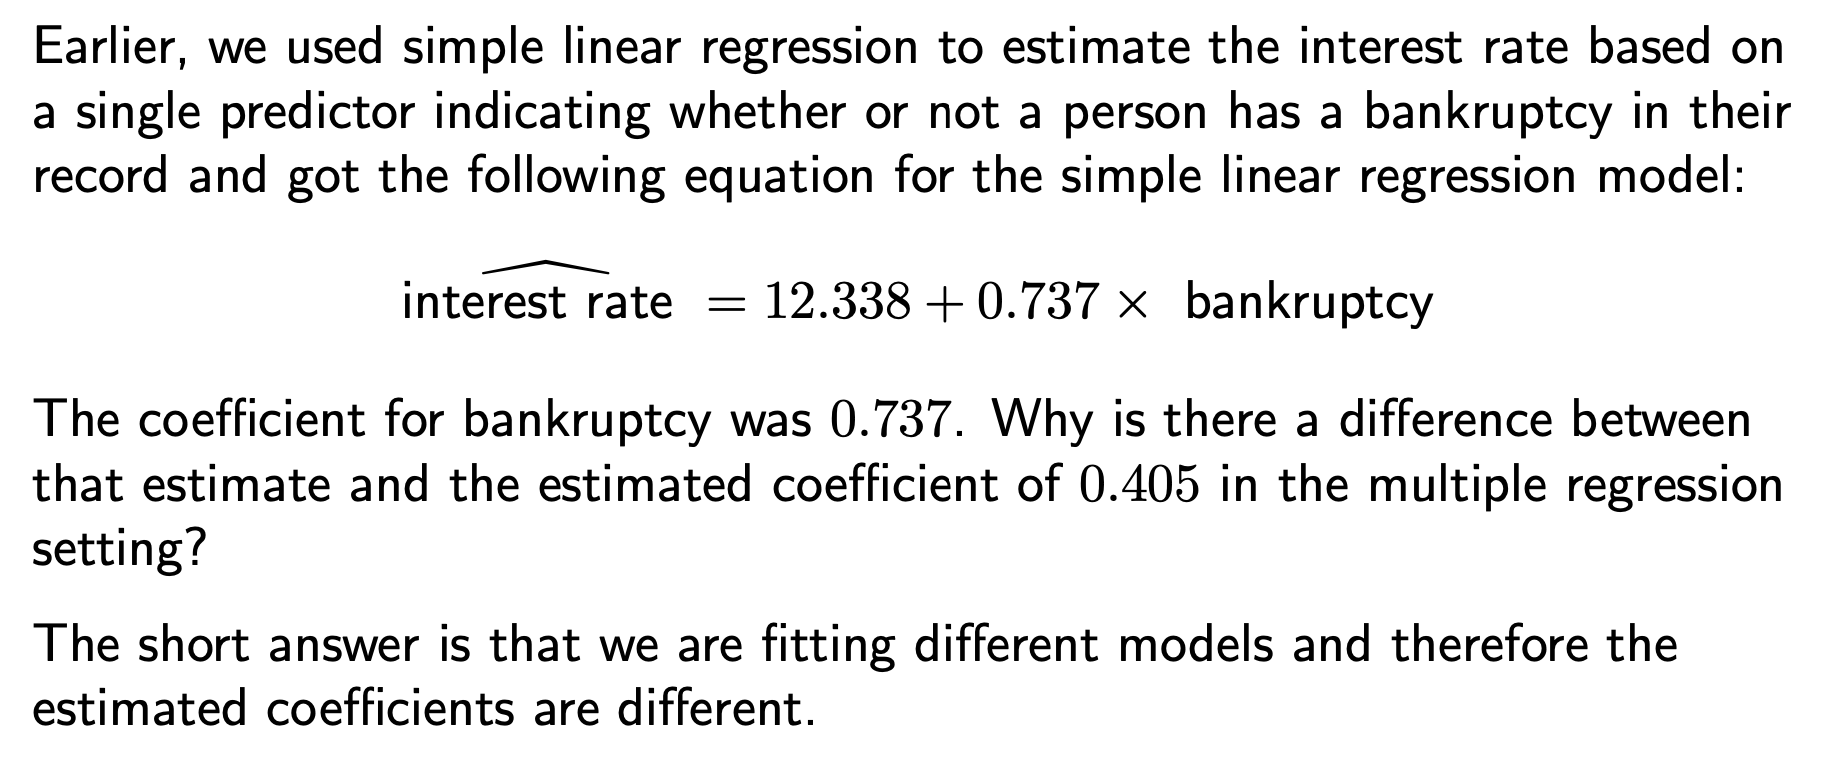 Earlier, we used simple linear regression to estimate the interest rate based on
a single predictor indicating whether or not a person has a bankruptcy in their
record and got the following equation for the simple linear regression model:
interest rate = 12.338 + 0.737 × bankruptcy
The coefficient for bankruptcy was 0.737. Why is there a difference between
that estimate and the estimated coefficient of 0.405 in the multiple regression
setting?
The short answer is that we are fitting different models and therefore the
estimated coefficients are different.